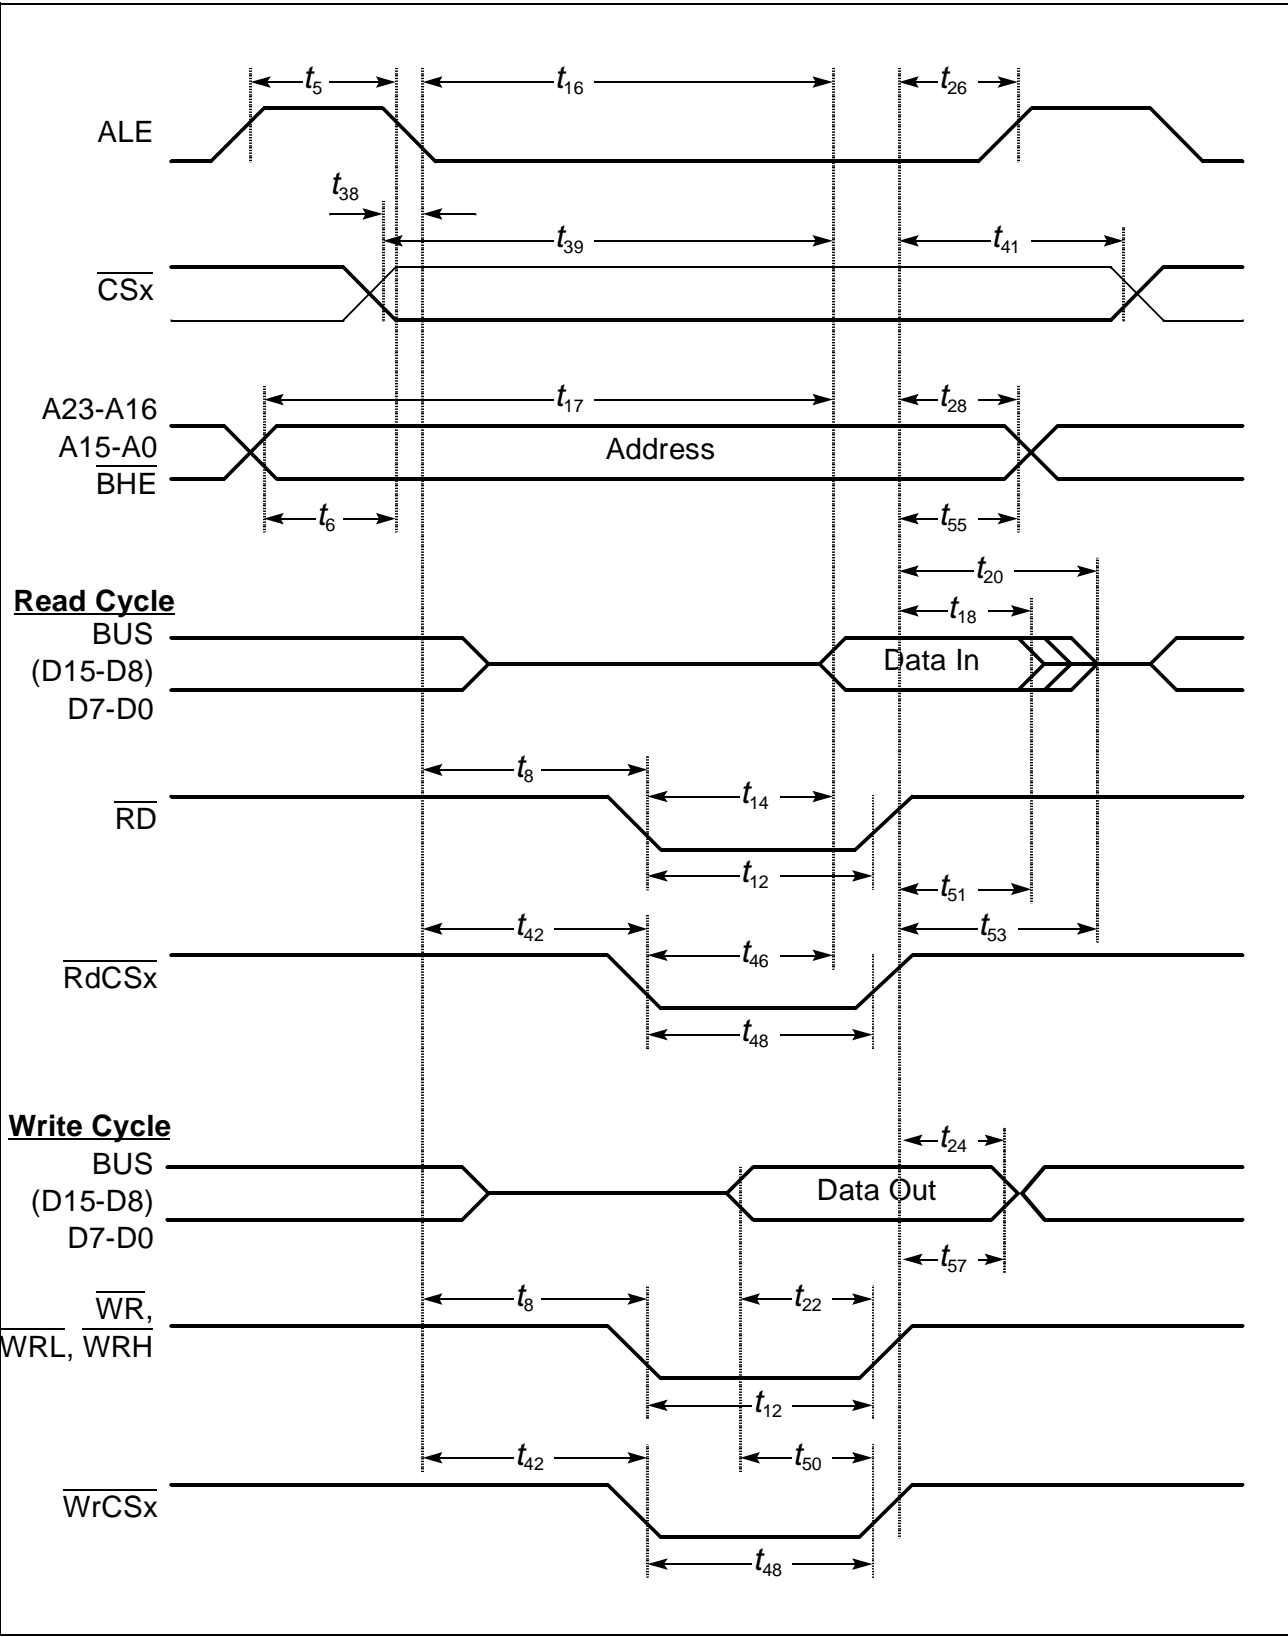 t5
t16
t26
ALE
t38
t39
t41
CSx
A23-A16
A15-A0
BHE
t17
t28
Address
t6
t55
t20
t18
Read Cycle
BUS
(D15-D8)
D7-D0
Data In
t8
t14
RD
t12
t51
t42
t46
t53
RdCSx
t48
Write Cycle
BUS
(D15-D8)
D7-D0
t24
Data Out
t57
t8
t22
WR,
WRL, WRH
t12
t42
t50
WrCSx
t48